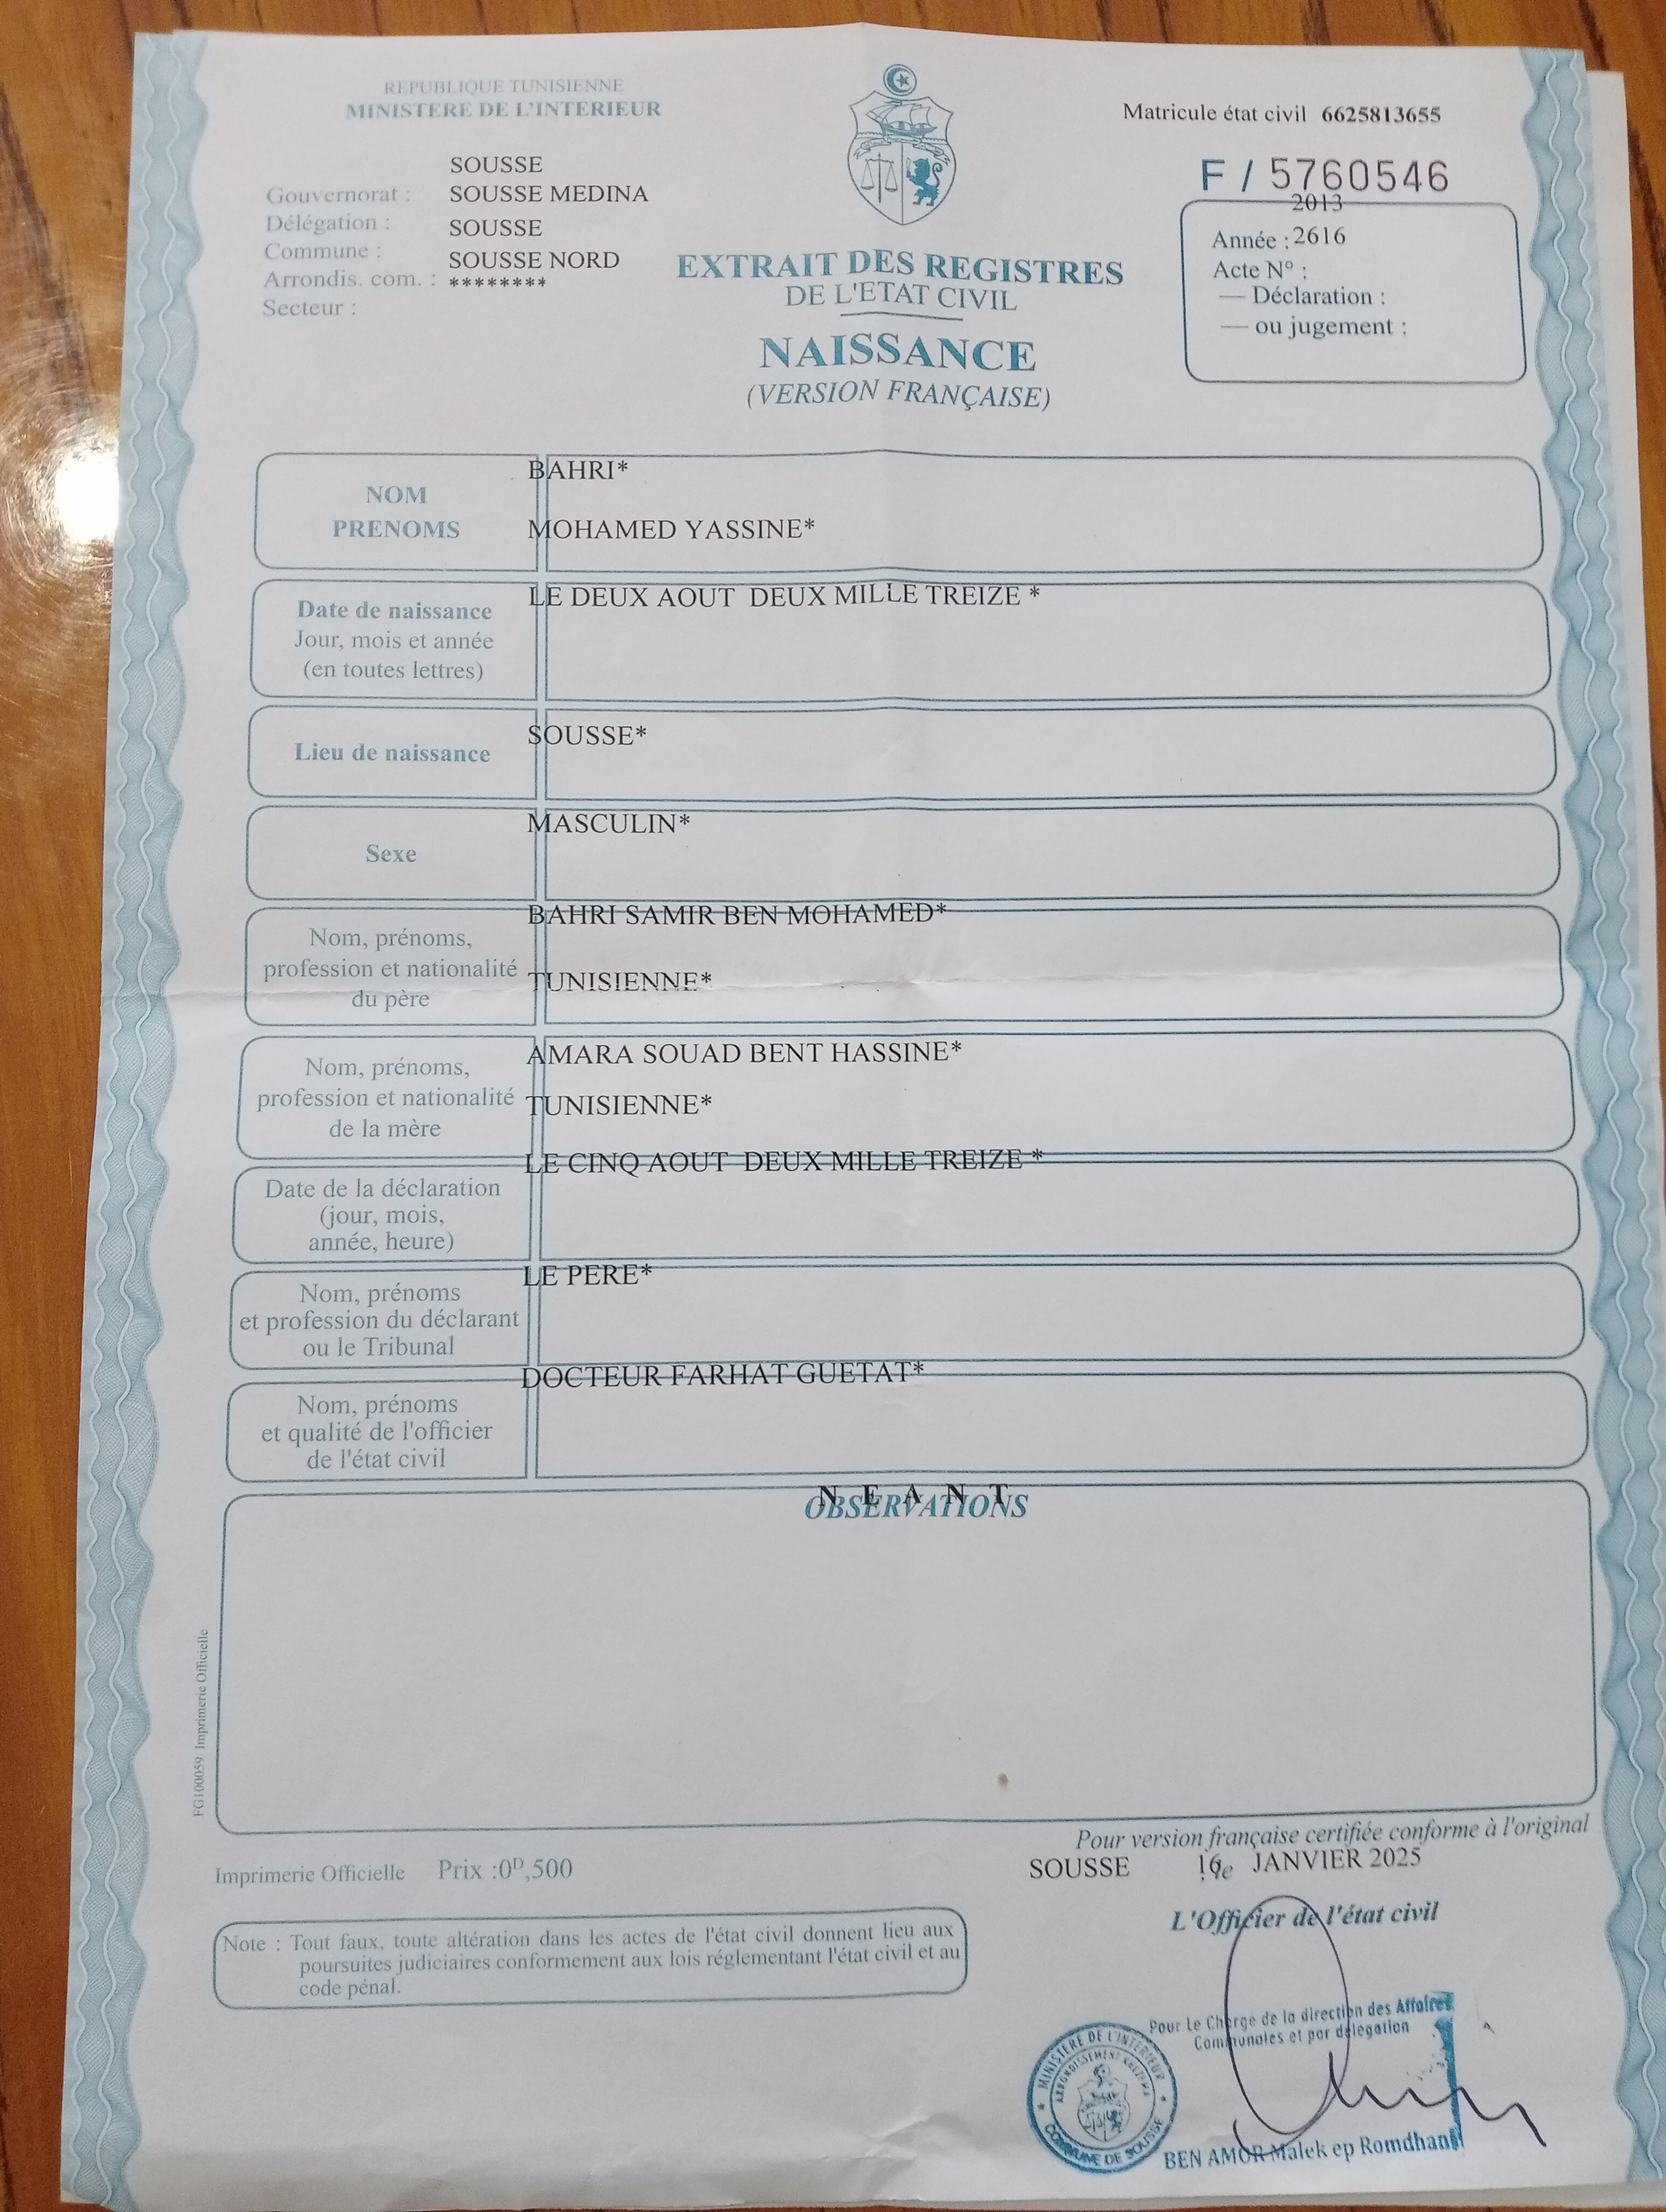 REPUBLIQUE TUNISIENNE
MINISTERE DE L'INTERIEUR
Matricule état civil 6625813655
F / 5760546
SOUSSE
Gouvernorat : SOUSSE MEDINA
Délégation : SOUSSE
Commune : SOUSSE NORD
Arrondis. com. : ********
Secteur :
2013
Année : 2616
Acte N° :
— Déclaration :
— ou jugement :
EXTRAIT DES REGISTRES
DE L'ETAT CIVIL
NAISSANCE
(VERSION FRANÇAISE)
BAHRI*
NOM
PRENOMS
MOHAMED YASSINE*
LE DEUX AOUT DEUX MILLE TREIZE *
Date de naissance
Jour, mois et année
(en toutes lettres)
SOUSSE*
Lieu de naissance
MASCULIN*
Sexe
BAHRI SAMIR BEN MOHAMED*
Nom, prénoms,
profession et nationalité
du père
TUNISIENNE*
AMARA SOUAD BENT HASSINE*
Nom, prénoms,
profession et nationalité
de la mère
TUNISIENNE*
LE CINQ AOUT DEUX MILLE TREIZE *
Date de la déclaration
(jour, mois,
année, heure)
LE PERE*
Nom, prénoms
et profession du déclarant
ou le Tribunal
DOCTEUR FARHAT GUETAT*
Nom, prénoms
et qualité de l'officier
de l'état civil
N E A N T
OBSERVATIONS
FG100059 Imprimerie Officielle
Pour version française certifiée conforme à l'original
Imprimerie Officielle Prix :0D,500
SOUSSE 16 JANVIER 2025
L'Officier de l'état civil
Note : Tout faux, toute altération dans les actes de l'état civil donnent lieu aux
poursuites judiciaires conformement aux lois réglementant l'état civil et au
code pénal.
Pour Le Chargé de la direction des Affaires
Communales et par délégation
MINISTERE DE L'INTERIEUR
COMMUNE DE SOUSSE
BEN AMOR Malek ep Romdhani